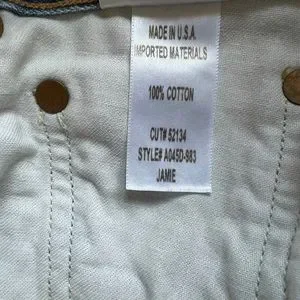 MADE IN U.S.A.
IMPORTED MATERIALS
100% COTTON
CUT# 52134
STYLE# A045D-983
JAMIE